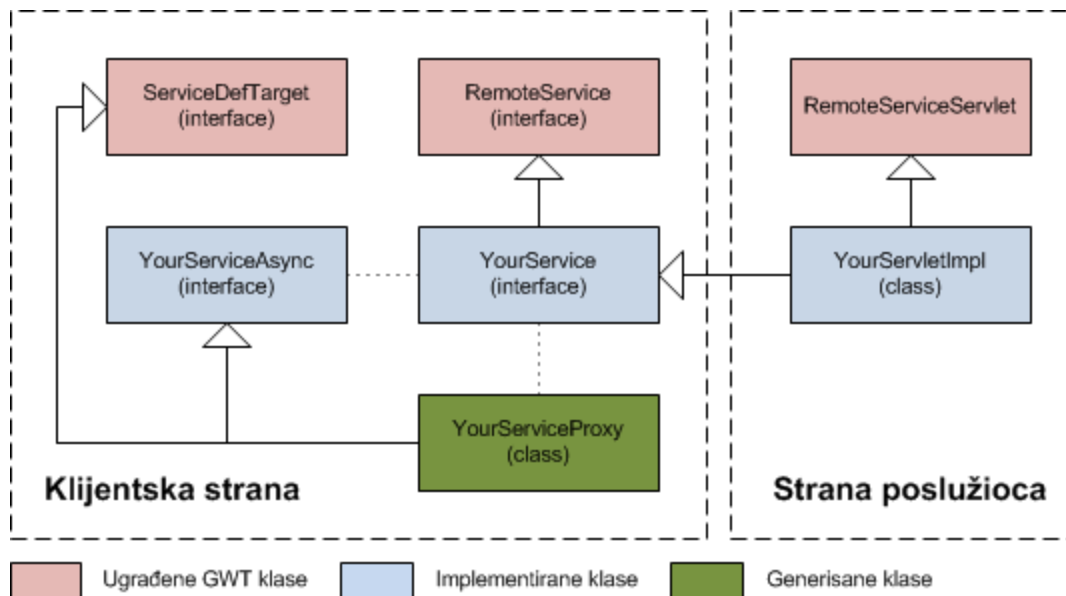 ServiceDefTarget
(interface)
RemoteService
(interface)
RemoteServiceServlet
YourServiceAsync
(interface)
YourService
(interface)
YourServletImpl
(class)
YourServiceProxy
(class)
Klijentska strana
Strana poslužioca
Ugrađene GWT klase
Implementirane klase
Generisane klase